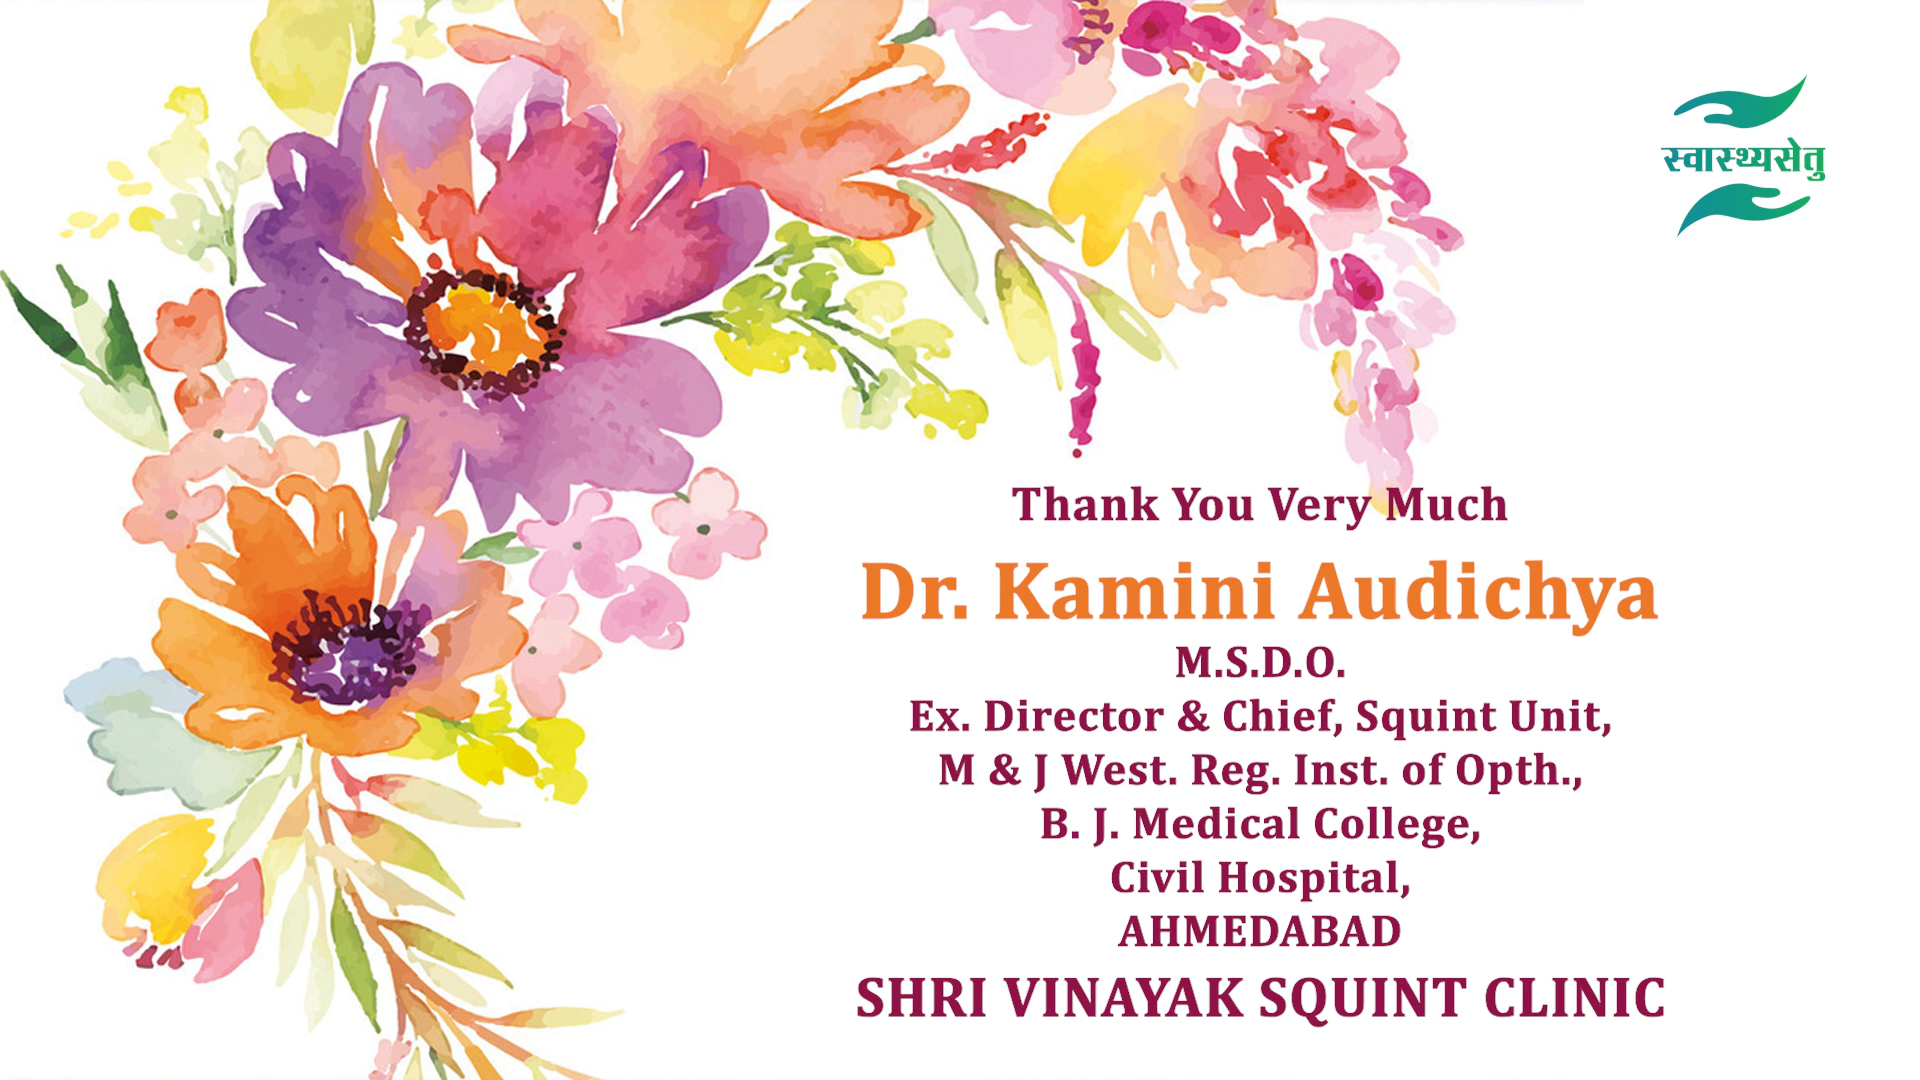 स्वास्थ्यसेतु
Thank You Very Much
Dr. Kamini Audichya
M.S.D.O.
Ex. Director & Chief, Squint Unit,
M & J West. Reg. Inst. of Opth.,
B. J. Medical College,
Civil Hospital,
AHMEDABAD
SHRI VINAYAK SQUINT CLINIC